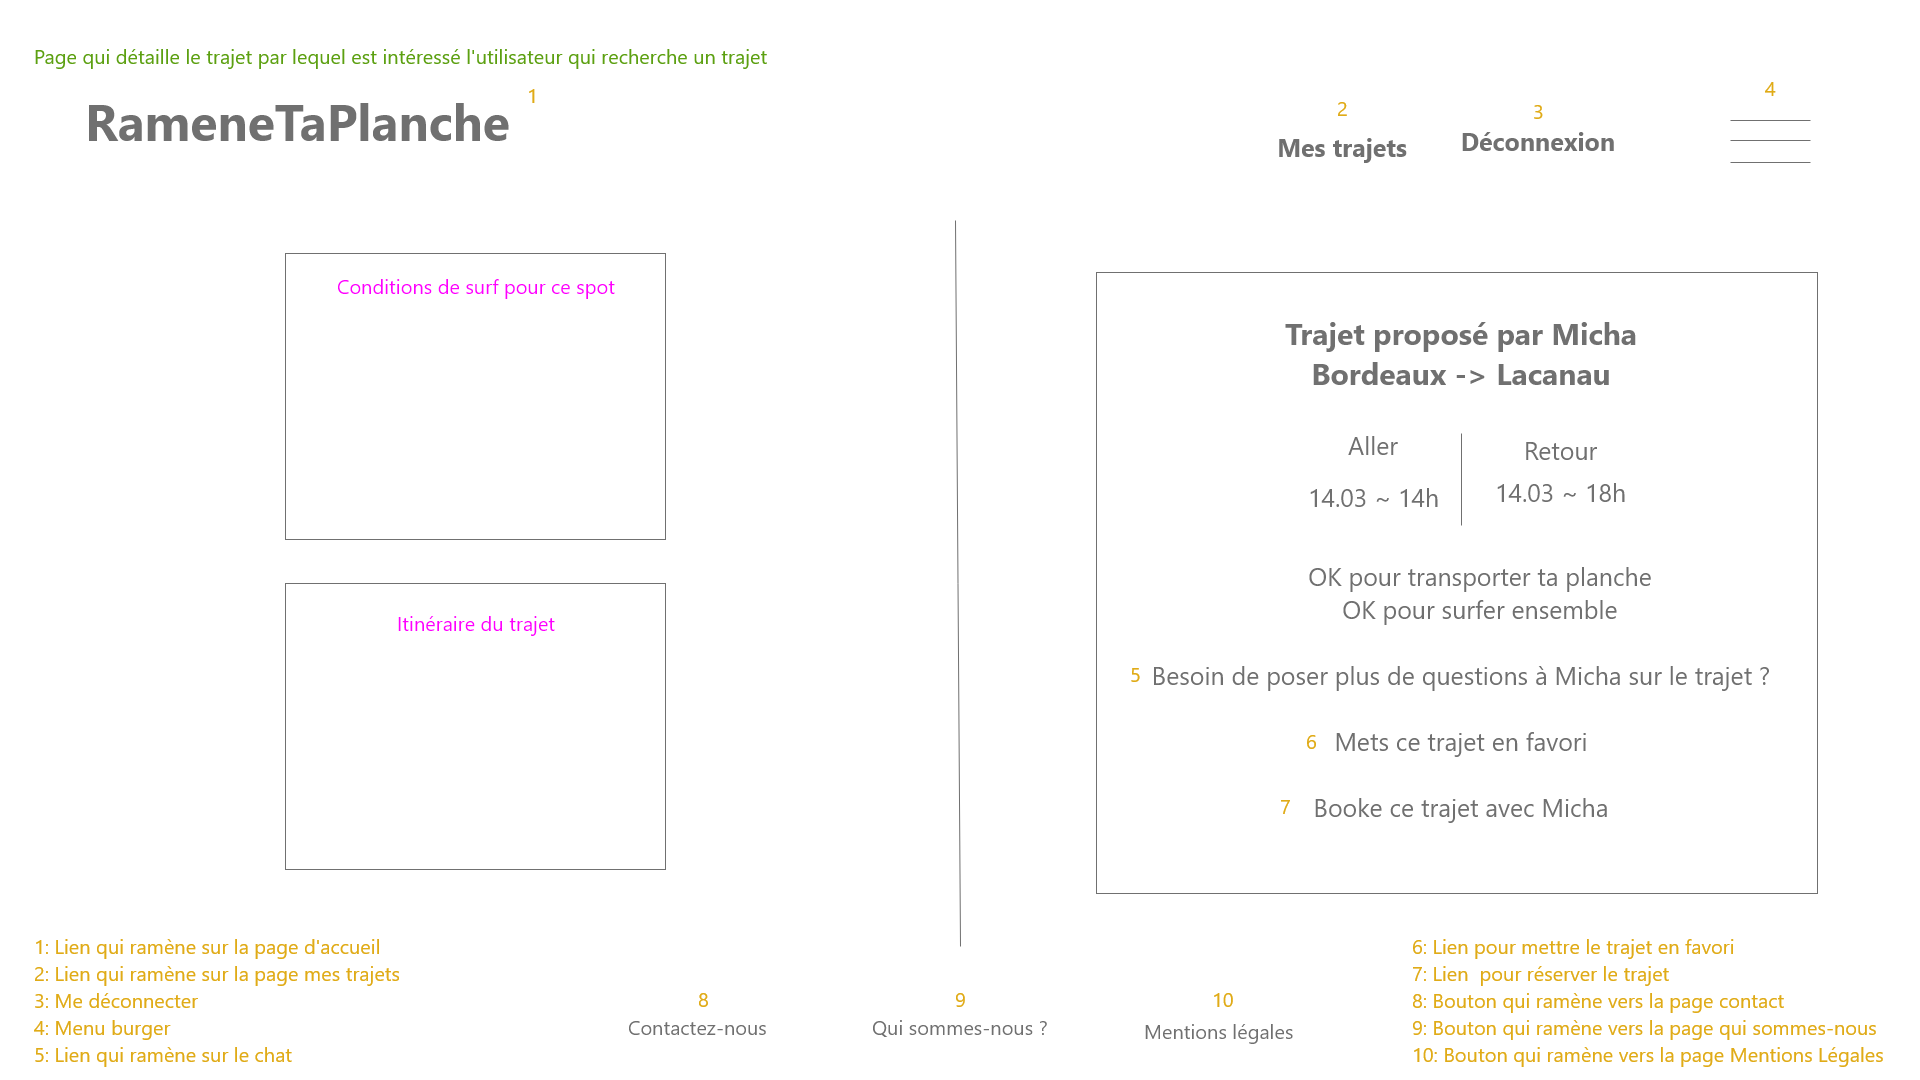 Page qui détaille le trajet par lequel est intéressé l'utilisateur qui recherche un trajet
RameneTaPlanche
1
2
Mes trajets
3
Déconnexion
4
Conditions de surf pour ce spot
Itinéraire du trajet
Trajet proposé par Micha
Bordeaux -> Lacanau
Aller
14.03 ~ 14h
Retour
14.03 ~ 18h
OK pour transporter ta planche
OK pour surfer ensemble
5 Besoin de poser plus de questions à Micha sur le trajet ?
6 Mets ce trajet en favori
7 Booke ce trajet avec Micha
1: Lien qui ramène sur la page d'accueil
2: Lien qui ramène sur la page mes trajets
3: Me déconnecter
4: Menu burger
5: Lien qui ramène sur le chat
8
Contactez-nous
9
Qui sommes-nous ?
10
Mentions légales
6: Lien pour mettre le trajet en favori
7: Lien  pour réserver le trajet
8: Bouton qui ramène vers la page contact
9: Bouton qui ramène vers la page qui sommes-nous
10: Bouton qui ramène vers la page Mentions Légales